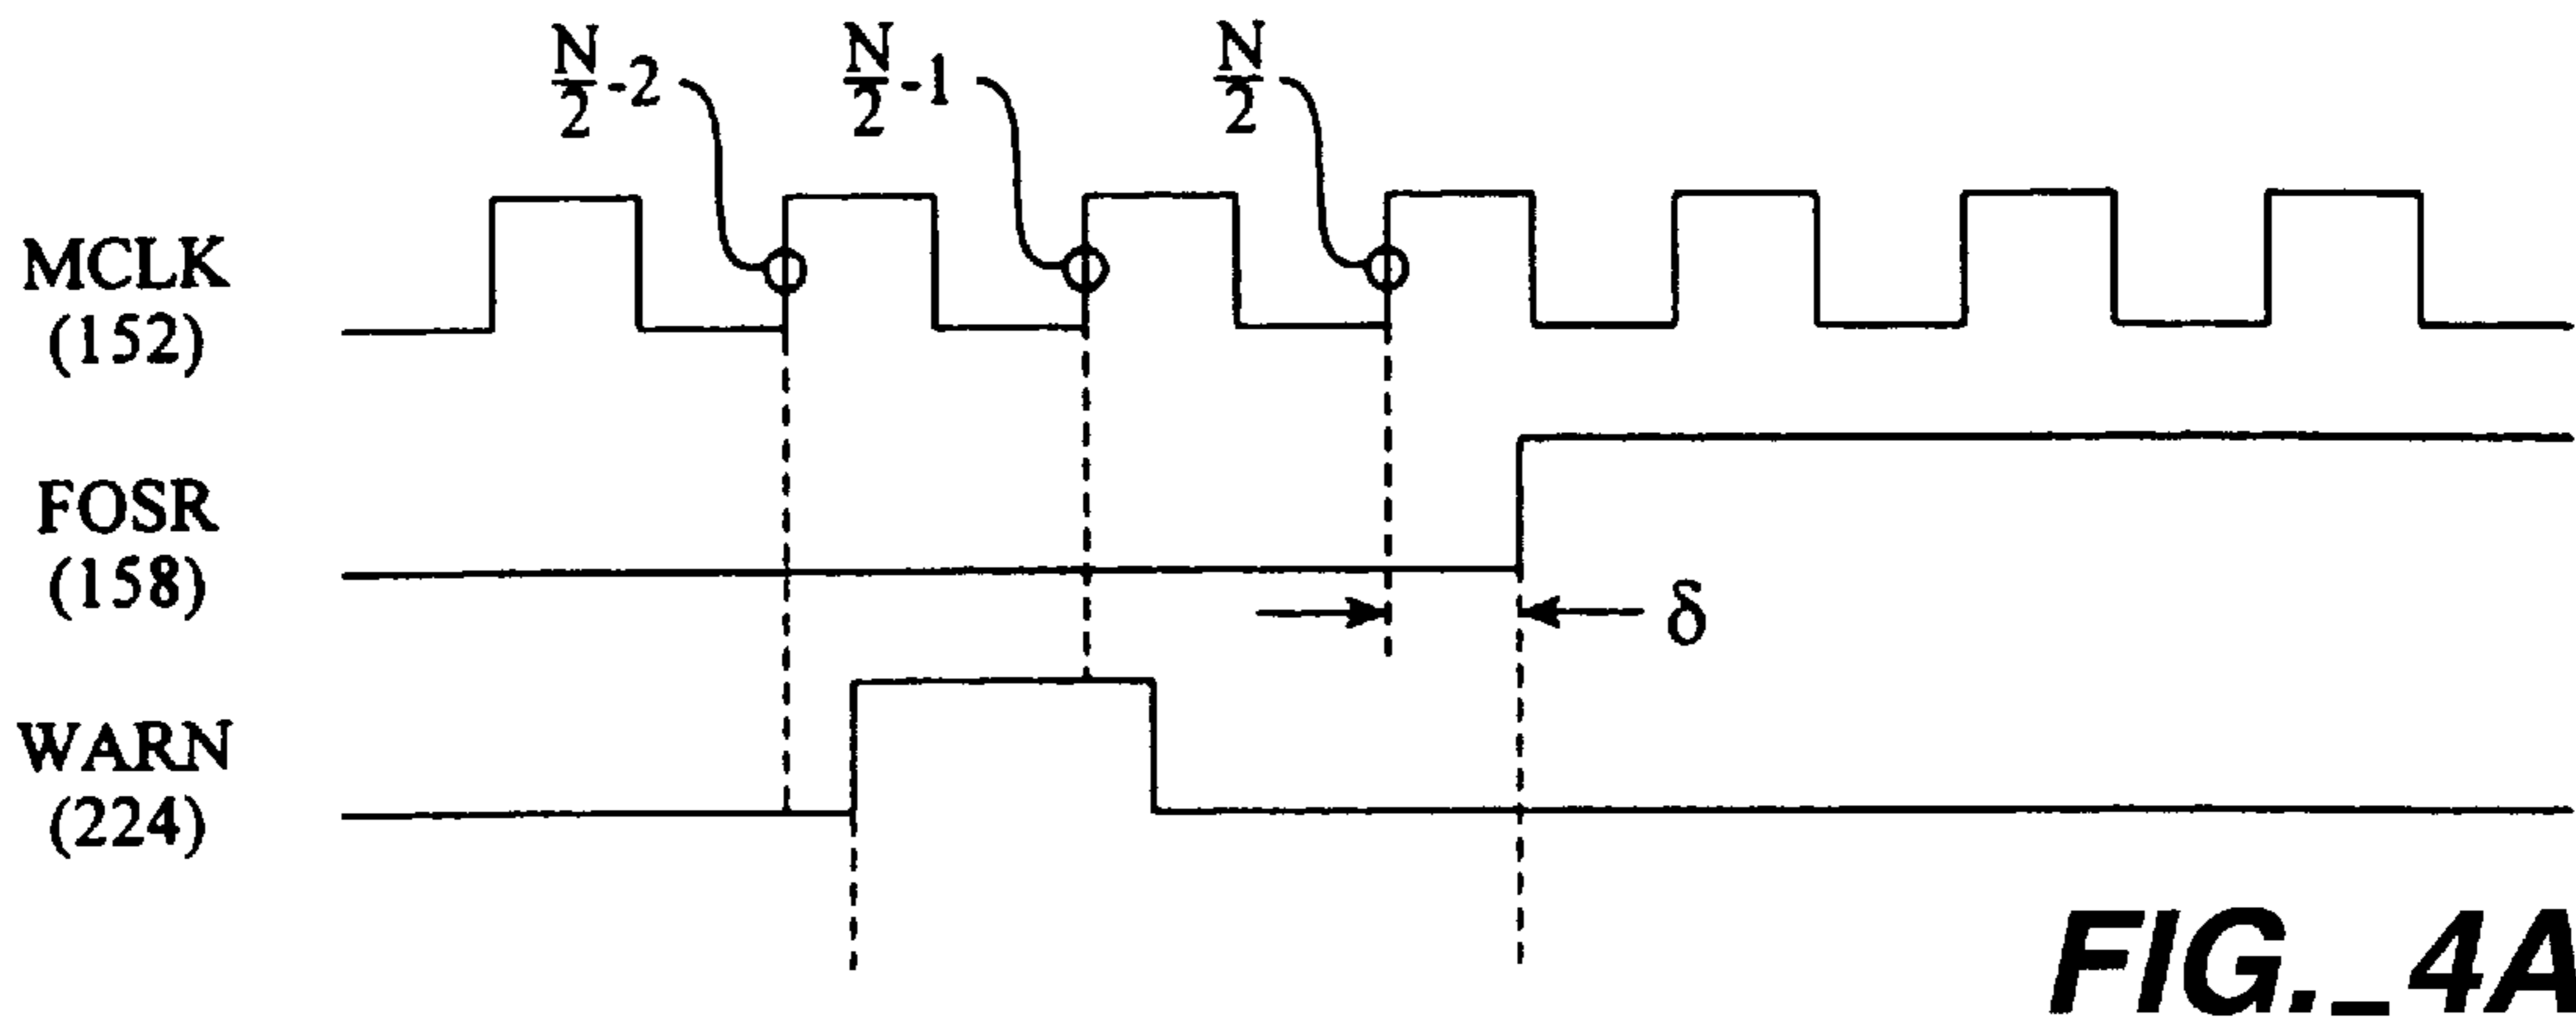 N/2 -2
N/2 -1
N/2
MCLK
(152)
FOSR
(158)
δ
WARN
(224)
FIG._4A